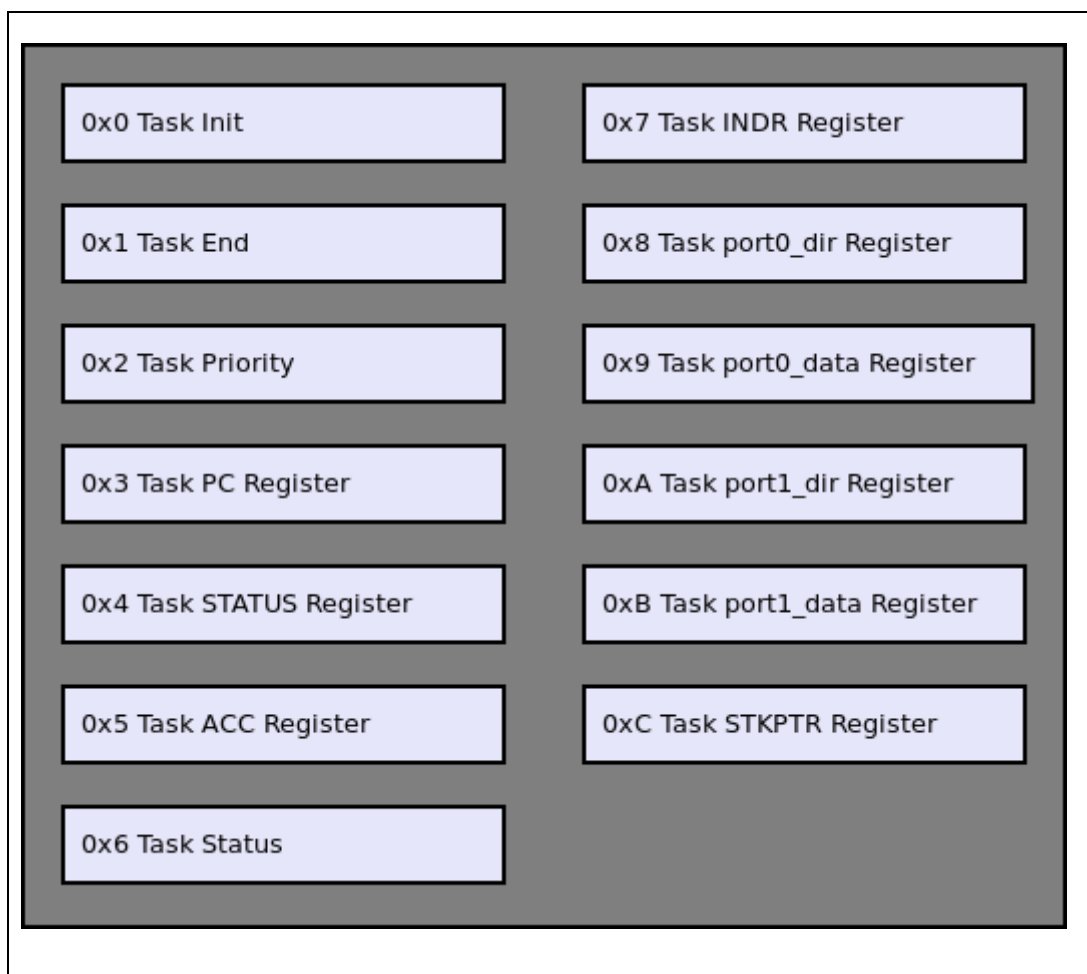 0x0 Task Init
0x1 Task End
0x2 Task Priority
0x3 Task PC Register
0x4 Task STATUS Register
0x5 Task ACC Register
0x6 Task Status
0x7 Task INDR Register
0x8 Task port0_dir Register
0x9 Task port0_data Register
0xA Task port1_dir Register
0xB Task port1_data Register
0xC Task STKPTR Register